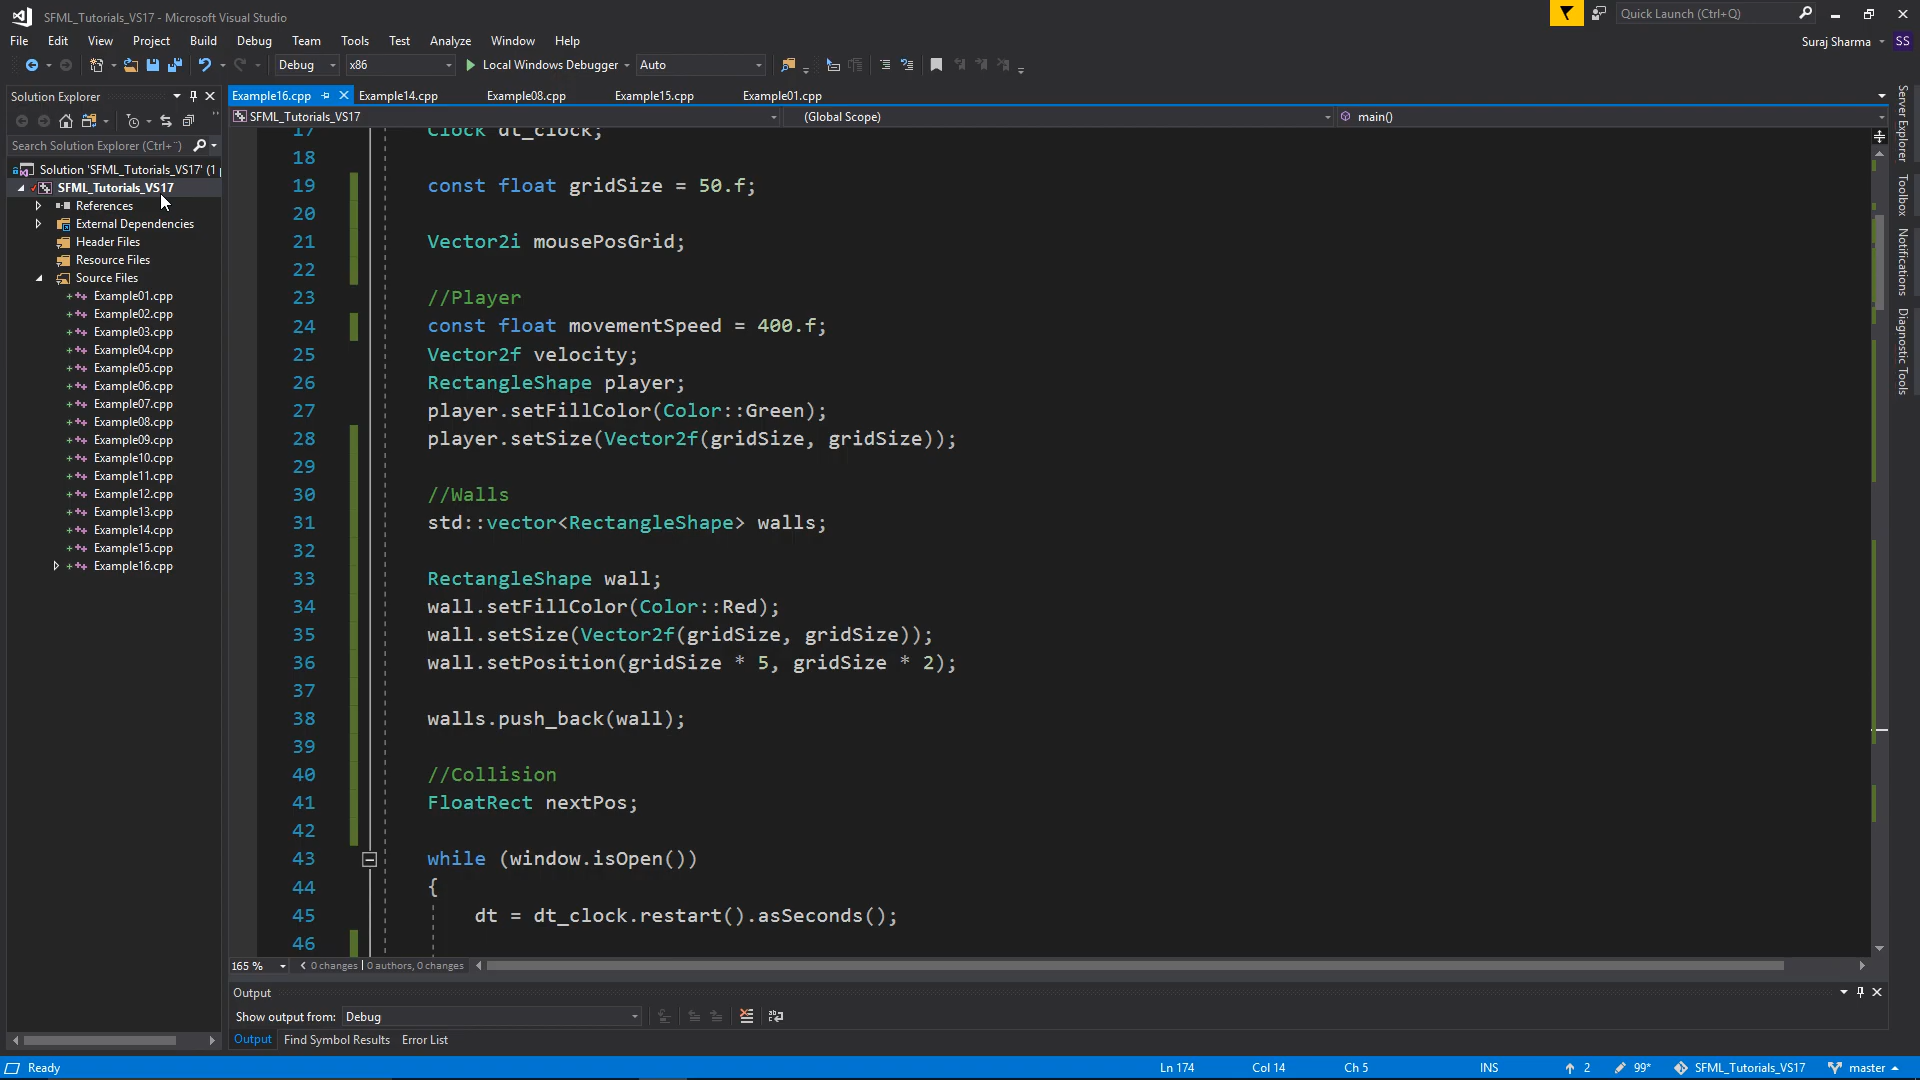 SFML_Tutorials_VS17 - Microsoft Visual Studio
Quick Launch (Ctrl+Q)
File Edit View Project Build Debug Team Tools Test Analyze Window Help
Suraj Sharma SS
Debug x86 Local Windows Debugger Auto
Solution Explorer
Search Solution Explorer (Ctrl+¨)
Solution 'SFML_Tutorials_VS17' (1
SFML_Tutorials_VS17
References
External Dependencies
Header Files
Resource Files
Source Files
Example01.cpp
Example02.cpp
Example03.cpp
Example04.cpp
Example05.cpp
Example06.cpp
Example07.cpp
Example08.cpp
Example09.cpp
Example10.cpp
Example11.cpp
Example12.cpp
Example13.cpp
Example14.cpp
Example15.cpp
Example16.cpp
Example16.cpp Example14.cpp Example08.cpp Example15.cpp Example01.cpp
SFML_Tutorials_VS17 (Global Scope) main()
17 Clock dt_clock;
18
19 const float gridSize = 50.f;
20
21 Vector2i mousePosGrid;
22
23 //Player
24 const float movementSpeed = 400.f;
25 Vector2f velocity;
26 RectangleShape player;
27 player.setFillColor(Color::Green);
28 player.setSize(Vector2f(gridSize, gridSize));
29
30 //Walls
31 std::vector<RectangleShape> walls;
32
33 RectangleShape wall;
34 wall.setFillColor(Color::Red);
35 wall.setSize(Vector2f(gridSize, gridSize));
36 wall.setPosition(gridSize * 5, gridSize * 2);
37
38 walls.push_back(wall);
39
40 //Collision
41 FloatRect nextPos;
42
43 while (window.isOpen())
44 {
45 dt = dt_clock.restart().asSeconds();
46
165 % 0 changes | 0 authors, 0 changes
Output
Show output from: Debug
Output Find Symbol Results Error List
Server Explorer
Toolbox
Notifications
Diagnostic Tools
Ready Ln 174 Col 14 Ch 5 INS 2 99* SFML_Tutorials_VS17 master